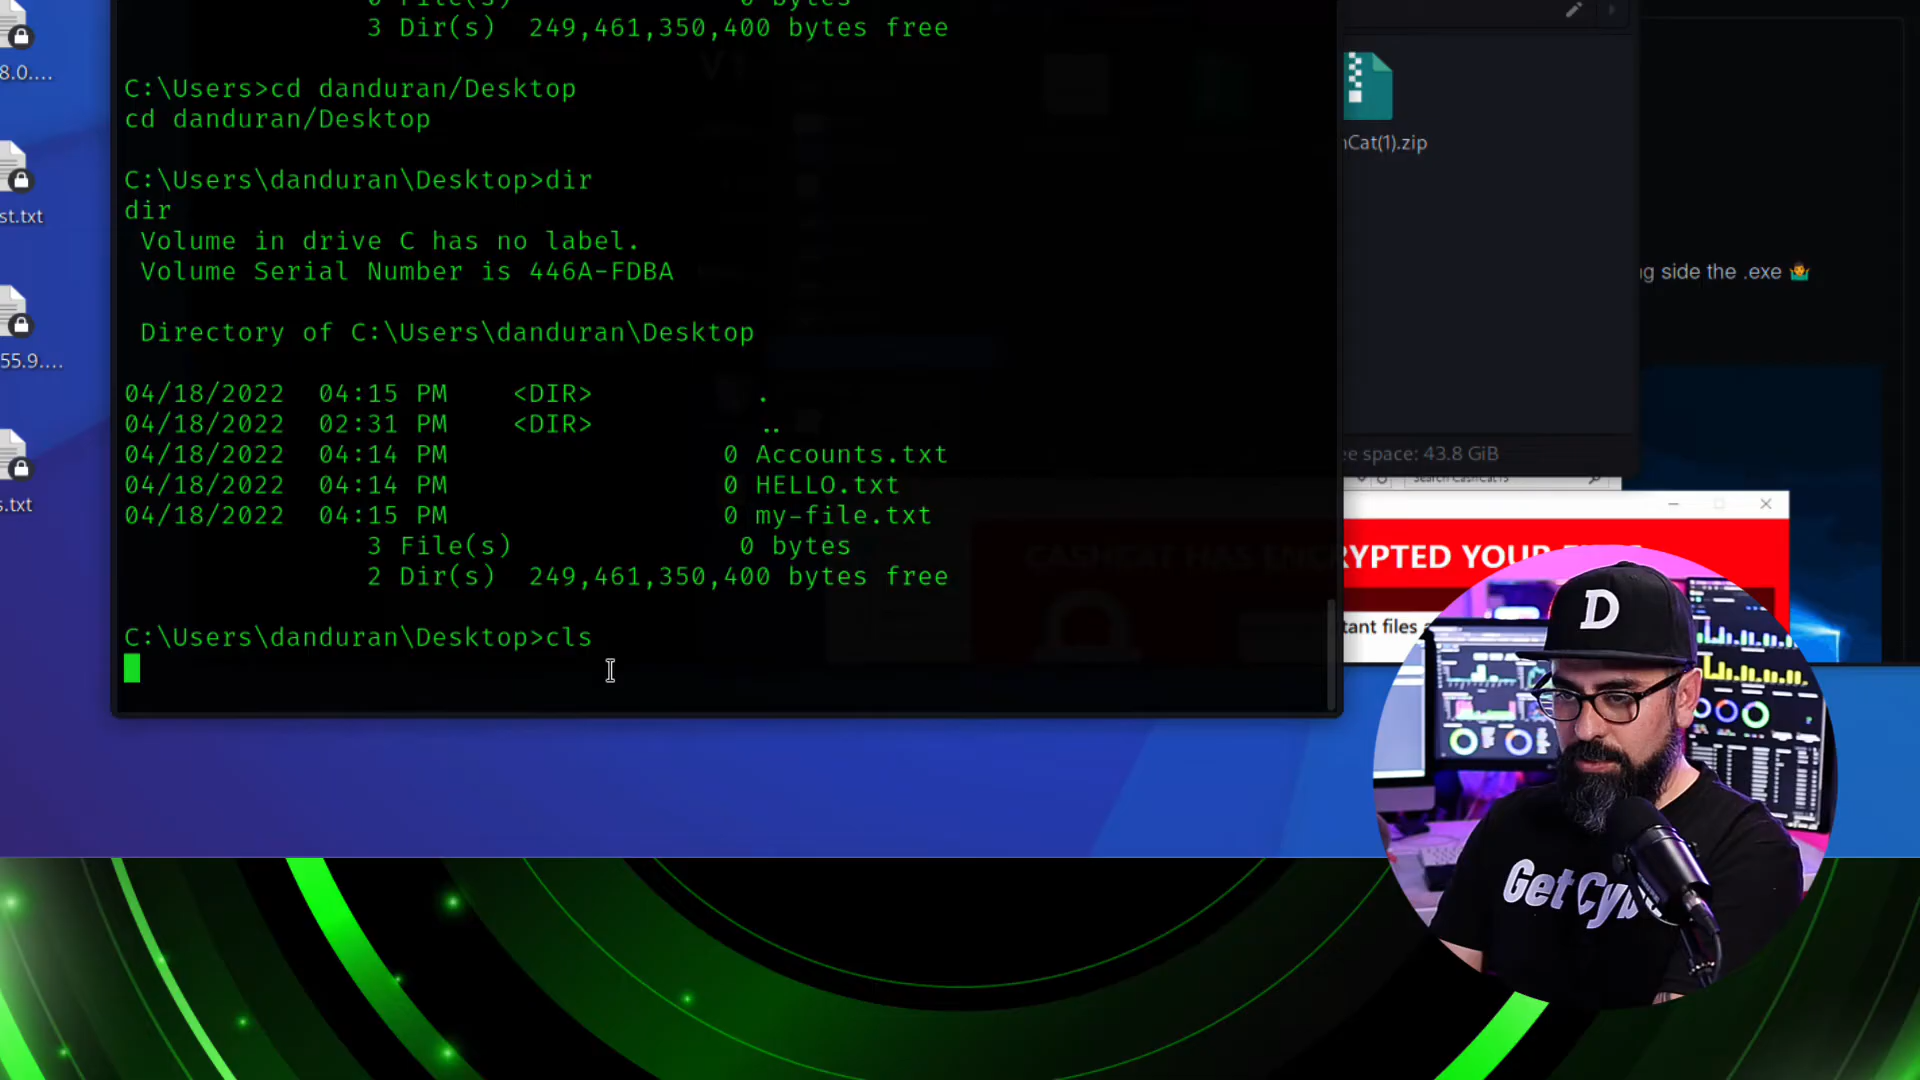 3 Dir(s) 249,461,350,400 bytes free
C:\Users>cd danduran/Desktop
cd danduran/Desktop
C:\Users\danduran\Desktop>dir
dir
Volume in drive C has no label.
Volume Serial Number is 446A-FDBA
Directory of C:\Users\danduran\Desktop
04/18/2022 04:15 PM <DIR> .
04/18/2022 02:31 PM <DIR> ..
04/18/2022 04:14 PM 0 Accounts.txt
04/18/2022 04:14 PM 0 HELLO.txt
04/18/2022 04:15 PM 0 my-file.txt
3 File(s) 0 bytes
2 Dir(s) 249,461,350,400 bytes free
C:\Users\danduran\Desktop>cls
8.0....
st.txt
55.9....
s.txt
Cat(1).zip
side the .exe 🤷
space: 43.8 GiB
CASHCAT HAS ENCRYPTED YOUR
files
D
Get